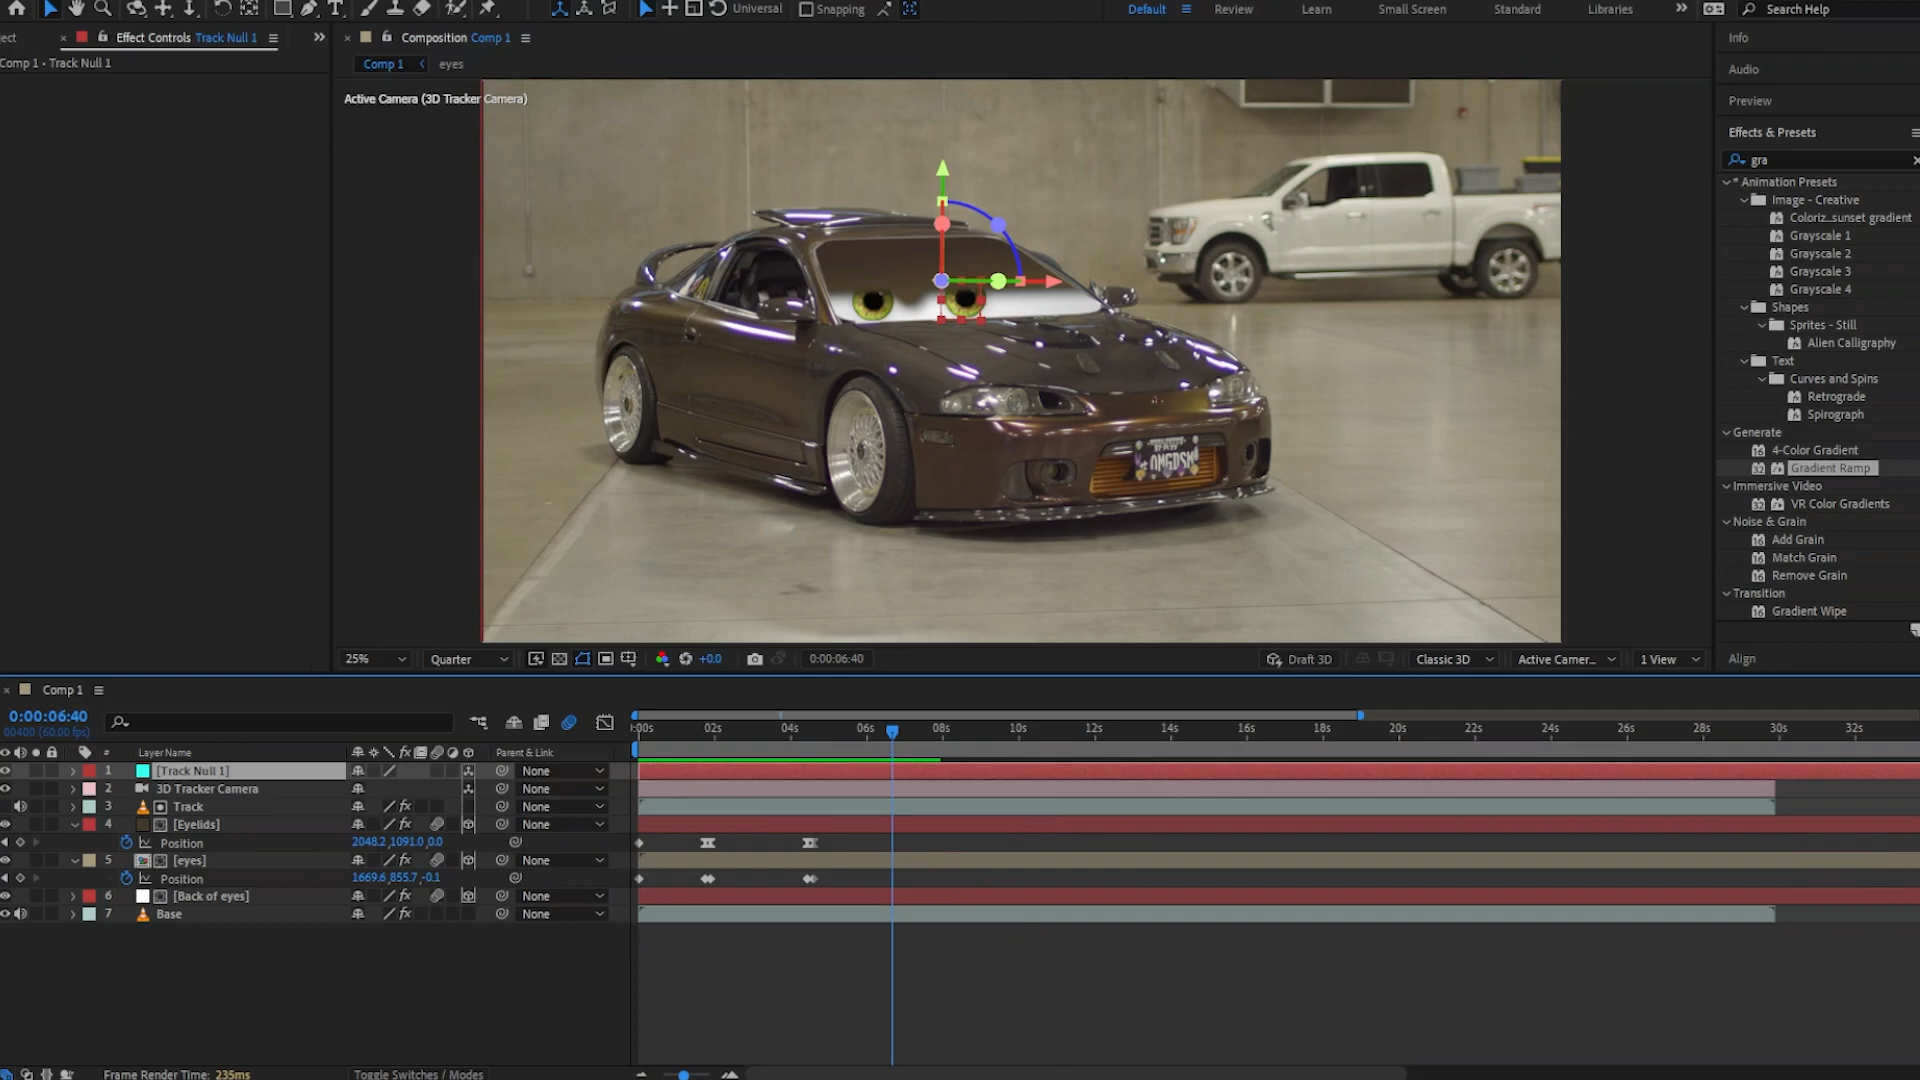 Universal
Snapping
Default
Review
Learn
Small Screen
Standard
Libraries
Search Help
Effect Controls Track Null 1
Comp 1 • Track Null 1
Composition Comp 1
Comp 1
eyes
Active Camera (3D Tracker Camera)
OMGDSM
25%
Quarter
+0.0
0:00:06:40
Draft 3D
Classic 3D
Active Camer...
1 View
Info
Audio
Preview
Effects & Presets
gra
* Animation Presets
Image - Creative
Coloriz..sunset gradient
Grayscale 1
Grayscale 2
Grayscale 3
Grayscale 4
Shapes
Sprites - Still
Alien Calligraphy
Text
Curves and Spins
Retrograde
Spirograph
Generate
4-Color Gradient
Gradient Ramp
Immersive Video
VR Color Gradients
Noise & Grain
Add Grain
Match Grain
Remove Grain
Transition
Gradient Wipe
Align
Comp 1
0:00:06:40
00400 (60.00 fps)
:00s 02s 04s 06s 08s 10s 12s 14s 16s 18s 20s 22s 24s 26s 28s 30s 32s
# Layer Name Parent & Link
1 [Track Null 1] None
2 3D Tracker Camera None
3 Track None
4 [Eyelids] None
Position 2048.2,1091.0,0.0
5 [eyes] None
Position 1669.6,855.7,-0.1
6 [Back of eyes] None
7 Base None
Frame Render Time: 235ms
Toggle Switches / Modes